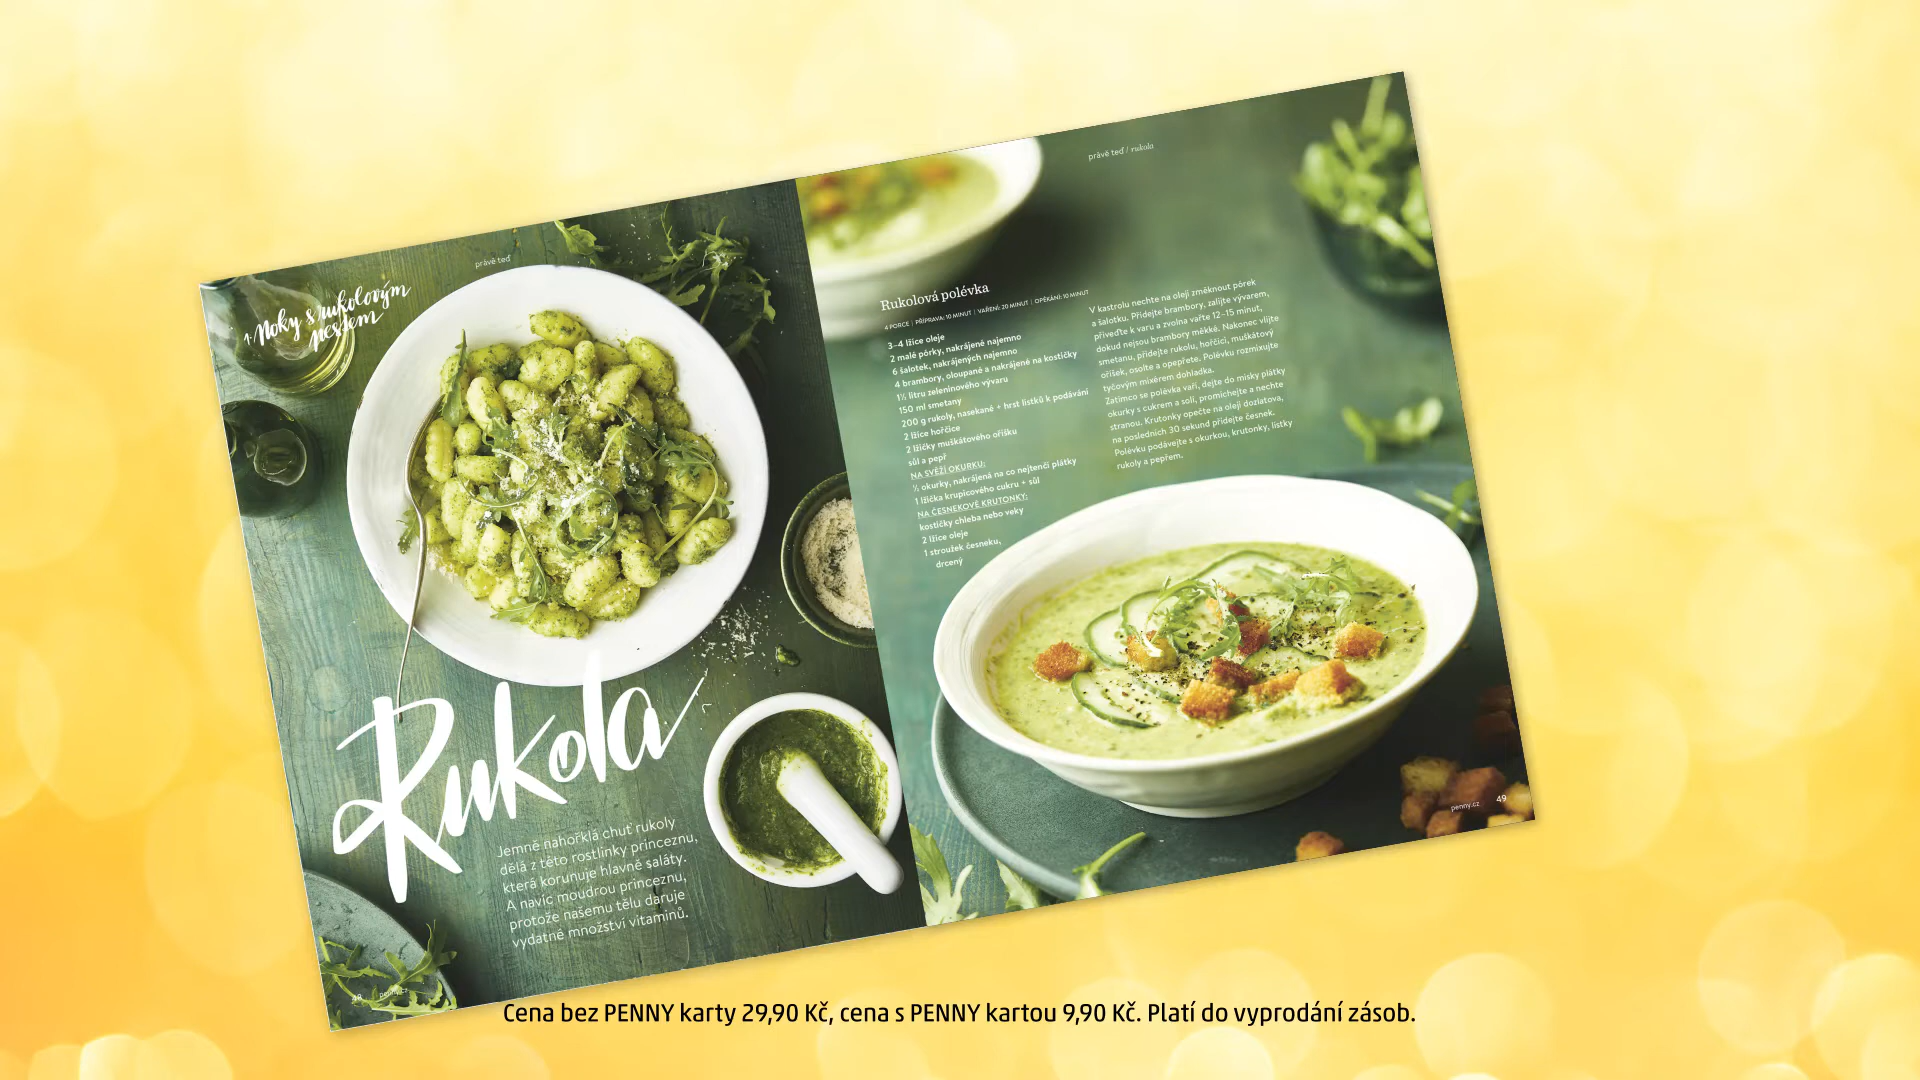 právě teď
Noky s rukolovým
pestem
Rukola
Jemně nahořklá chuť rukoly
dělá z této rostlinky princeznu,
která korunuje hlavně saláty.
A navíc moudrou princeznu,
protože našemu tělu daruje
vydatné množství vitaminů.
48 penny.cz
právě teď / rukola
Rukolová polévka
4 PORCE | PŘÍPRAVA: 10 MINUT | VAŘENÍ: 20 MINUT | OPÉKÁNÍ: 10 MINUT
3–4 lžíce oleje
2 malé pórky, nakrájené najemno
6 šalotek, nakrájených najemno
4 brambory, oloupané a nakrájené na kostičky
1½ litru zeleninového vývaru
150 ml smetany
200 g rukoly, nasekané + hrst lístků k podávání
2 lžíce hořčice
2 lžičky muškátového oříšku
sůl a pepř
NA SVĚŽÍ OKURKU:
½ okurky, nakrájená na co nejtenčí plátky
1 lžička krupicového cukru + sůl
NA ČESNEKOVÉ KRUTONKY:
kostičky chleba nebo veky
2 lžíce oleje
1 stroužek česneku,
drcený
V kastrolu nechte na oleji změknout pórek
a šalotku. Přidejte brambory, zalijte vývarem,
přiveďte k varu a zvolna vařte 12–15 minut,
dokud nejsou brambory měkké. Nakonec vlijte
smetanu, přidejte rukolu, hořčici, muškátový
oříšek, osolte a opepřete. Polévku rozmixujte
tyčovým mixérem dohladka.
Zatímco se polévka vaří, dejte do misky plátky
okurky s cukrem a solí, promíchejte a nechte
stranou. Krutonky opečte na oleji dozlatova,
na posledních 30 sekund přidejte česnek.
Polévku podávejte s okurkou, krutonky, lístky
rukoly a pepřem.
penny.cz 49
Cena bez PENNY karty 29,90 Kč, cena s PENNY kartou 9,90 Kč. Platí do vyprodání zásob.